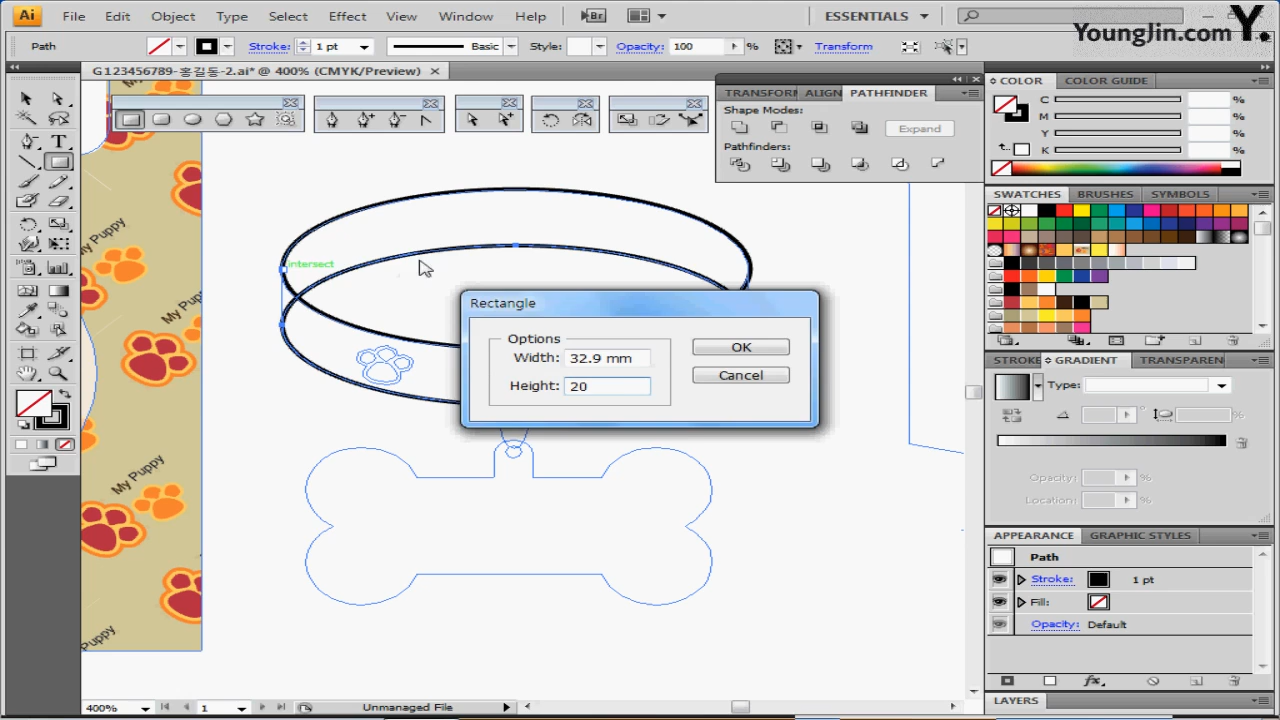 Ai File Edit Object Type Select Effect View Window Help Br ESSENTIALS
YoungJin.com Y.
Path Stroke: 1 pt Basic Style: Opacity: 100 % Transform
G123456789-홍길동-2.ai* @ 400% (CMYK/Preview)
TRANSFORM ALIGN PATHFINDER
Shape Modes:
Expand
Pathfinders:
COLOR COLOR GUIDE
C %
M %
Y %
K %
SWATCHES BRUSHES SYMBOLS
T
My Puppy
My Puppy
My Puppy
Puppy
intersect
Rectangle
Options
Width: 32.9 mm
Height: 20
OK
Cancel
STROKE GRADIENT TRANSPAREN
Type:
°
%
Opacity: %
Location: %
APPEARANCE GRAPHIC STYLES
Path
Stroke: 1 pt
Fill:
Opacity: Default
fx
LAYERS
400% 1 Unmanaged File